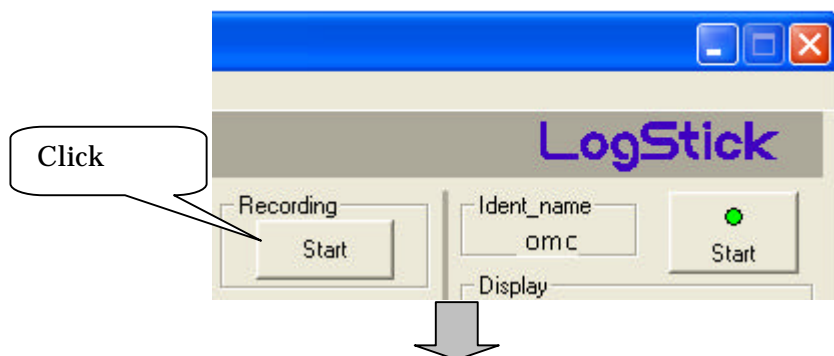 LogStick
Click
Recording
Start
Ident_name
omc
Start
Display